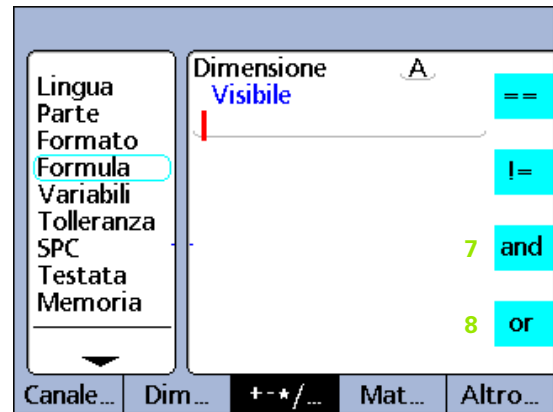 Lingua
Parte
Formato
Formula
Variabili
Tolleranza
SPC
Testata
Memoria
Dimensione A
Visibile
==
!=
7 and
8 or
Canale... Dim... +-*/... Mat... Altro...